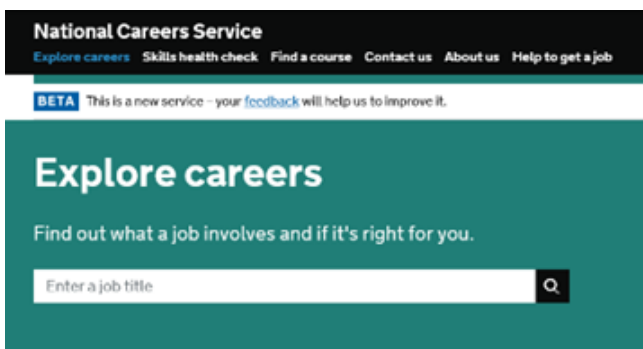 National Careers Service
Explore careers Skills health check Find a course Contact us About us Help to get a job
BETA This is a new service – your feedback will help us to improve it.
Explore careers
Find out what a job involves and if it's right for you.
Enter a job title